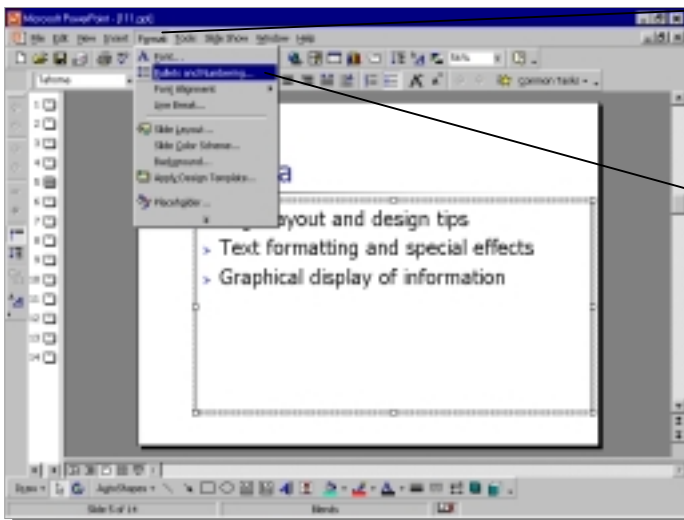 Microsoft PowerPoint - [111.ppt]
File Edit View Insert Format Tools Slide Show Window Help
Tahoma
Common Tasks
Font...
Bullets and Numbering...
Font Alignment
Line Break...
Slide Layout...
Slide Color Scheme...
Background...
Apply Design Template...
Placeholder...
a
layout and design tips
Text formatting and special effects
Graphical display of information
1
2
3
4
5
6
7
8
9
10
11
12
13
14
Draw AutoShapes
Slide 5 of 14 Blends